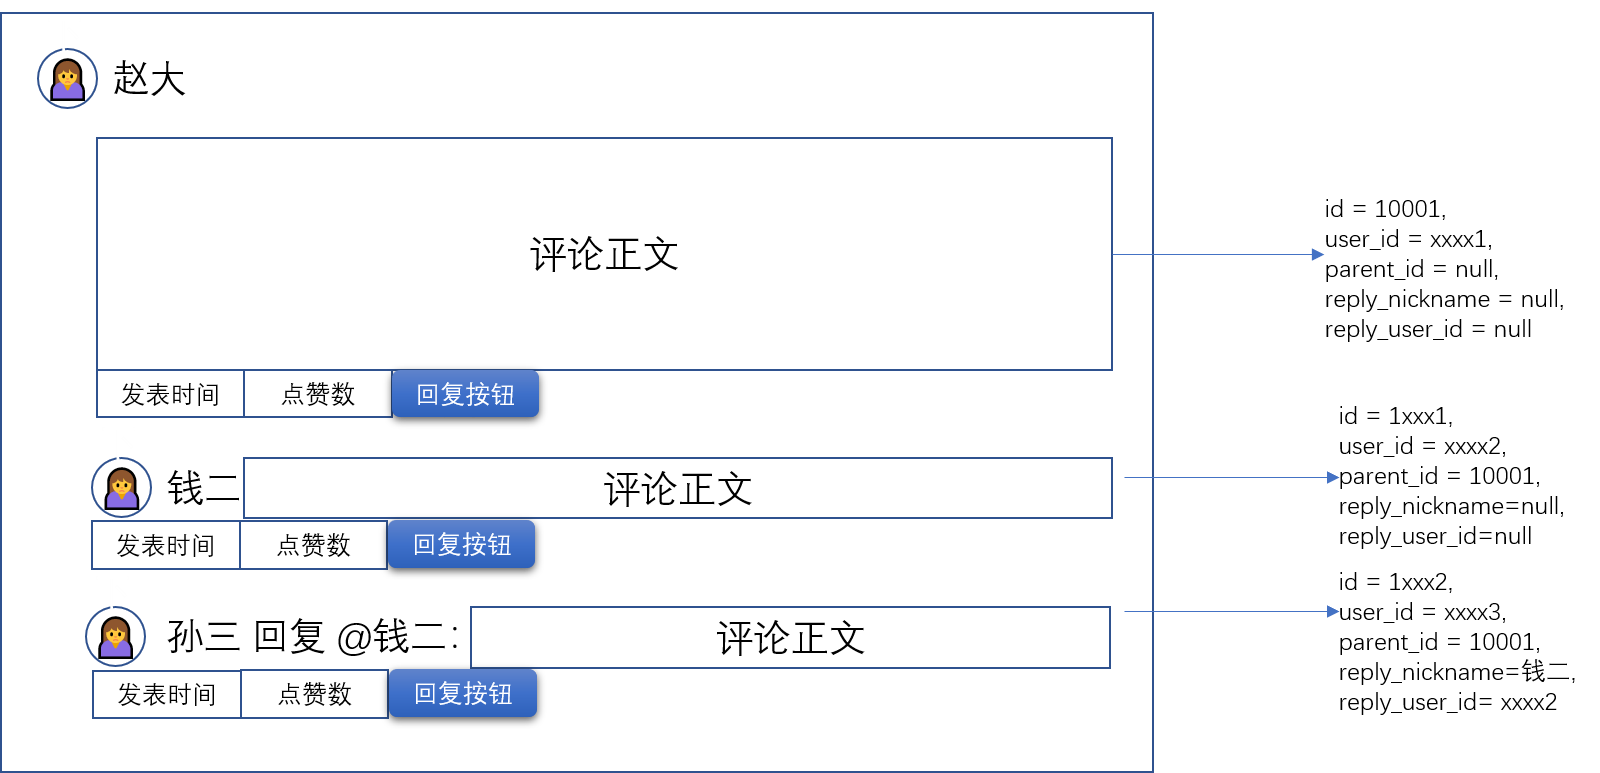 赵大
评论正文
发表时间 点赞数 回复按钮
id = 10001,
user_id = xxxx1,
parent_id = null,
reply_nickname = null,
reply_user_id = null
钱二 评论正文
发表时间 点赞数 回复按钮
id = 1xxx1,
user_id = xxxx2,
parent_id = 10001,
reply_nickname=null,
reply_user_id=null
孙三 回复 @钱二: 评论正文
发表时间 点赞数 回复按钮
id = 1xxx2,
user_id = xxxx3,
parent_id = 10001,
reply_nickname=钱二,
reply_user_id= xxxx2